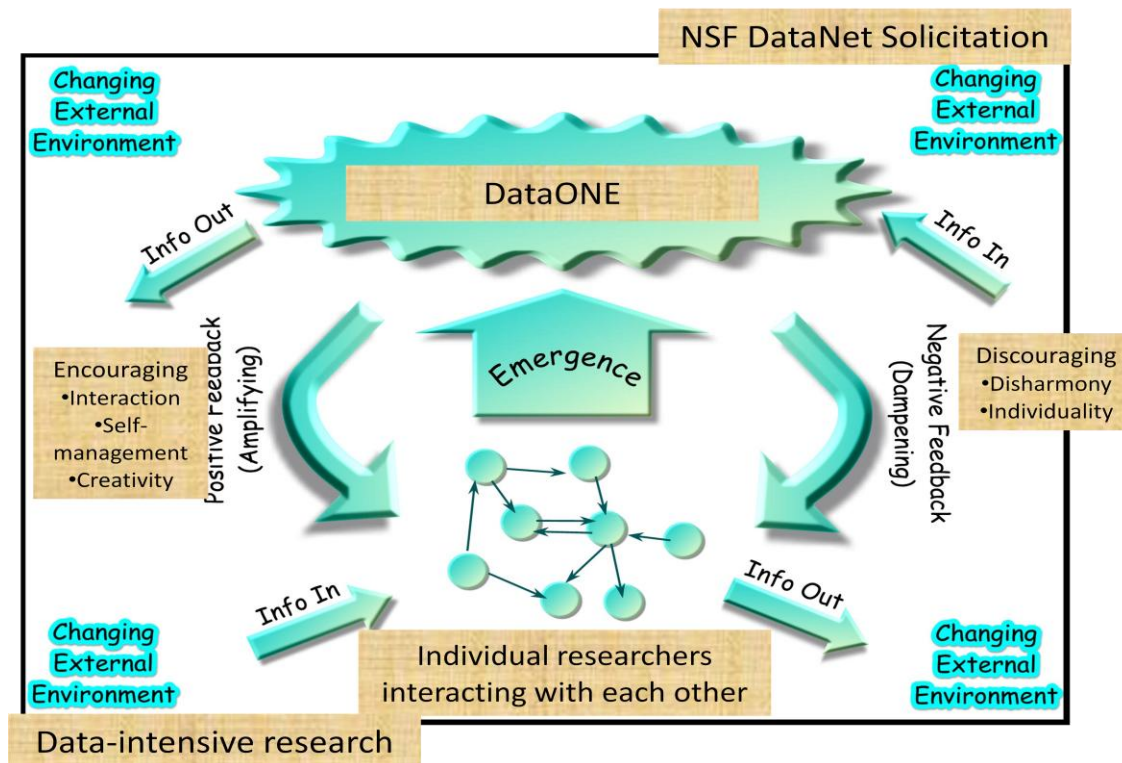 NSF DataNet Solicitation
Changing
External
Environment
Changing
External
Environment
DataONE
Info Out
Info In
Positive Feedback
(Amplifying)
Emergence
Negative Feedback
(Dampening)
Encouraging
•Interaction
•Self-
management
•Creativity
Discouraging
•Disharmony
•Individuality
Info In
Info Out
Changing
External
Environment
Individual researchers
interacting with each other
Changing
External
Environment
Data-intensive research